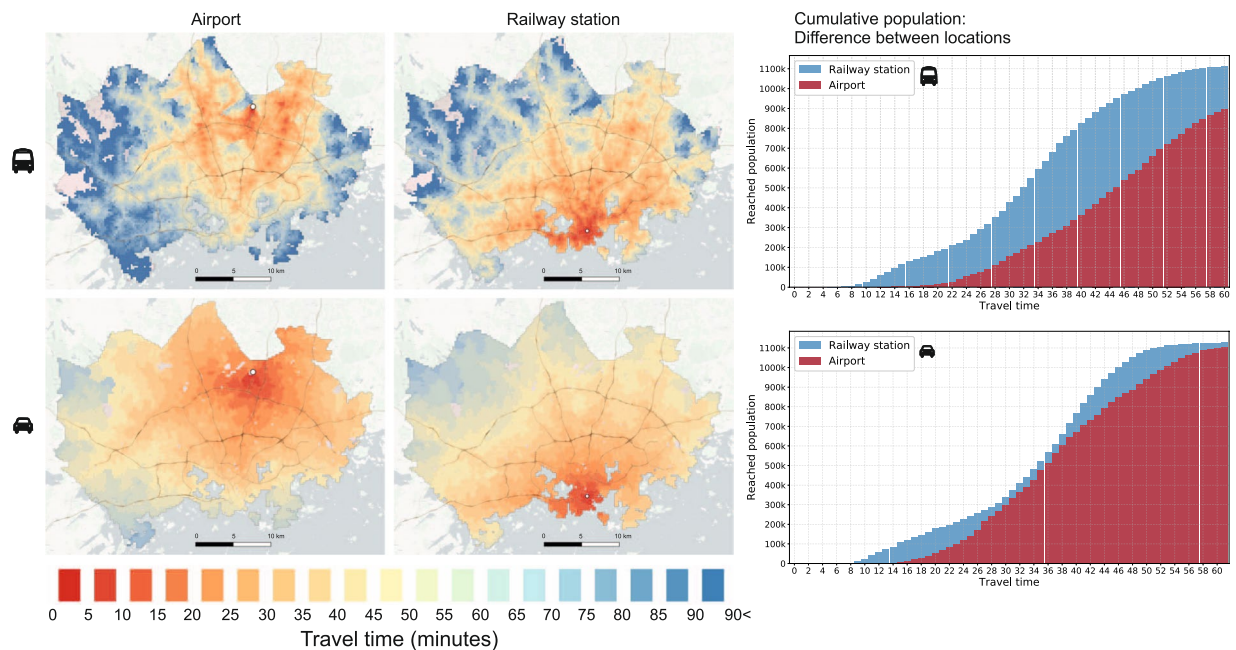 Airport
Railway station
Cumulative population:
Difference between locations
0 5 10 km
0 5 10 km
Railway station
Airport
1100k
1000k
900k
800k
700k
600k
500k
400k
300k
200k
100k
0
Reached population
0 2 4 6 8 10 12 14 16 18 20 22 24 26 28 30 32 34 36 38 40 42 44 46 48 50 52 54 56 58 60
Travel time
0 5 10 km
0 5 10 km
Railway station
Airport
1100k
1000k
900k
800k
700k
600k
500k
400k
300k
200k
100k
0
Reached population
0 2 4 6 8 10 12 14 16 18 20 22 24 26 28 30 32 34 36 38 40 42 44 46 48 50 52 54 56 58 60
Travel time
0 5 10 15 20 25 30 35 40 45 50 55 60 65 70 75 80 85 90 90<
Travel time (minutes)